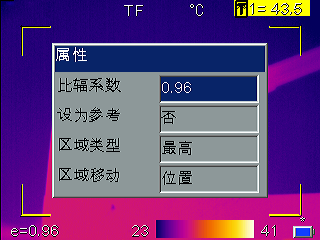 TF °C T1=43.5
属性
比辐系数 0.96
设为参考 否
区域类型 最高
区域移动 位置
e=0.96 23 41